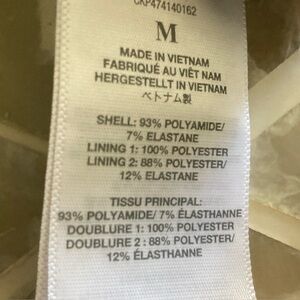 CKP474140162
M
MADE IN VIETNAM
FABRIQUÉ AU VIÊT NAM
HERGESTELLT IN VIETNAM
ベトナム製
SHELL: 93% POLYAMIDE/
7% ELASTANE
LINING 1: 100% POLYESTER
LINING 2: 88% POLYESTER/
12% ELASTANE
TISSU PRINCIPAL:
93% POLYAMIDE/ 7% ÉLASTHANNE
DOUBLURE 1: 100% POLYESTER
DOUBLURE 2: 88% POLYESTER/
12% ÉLASTHANNE